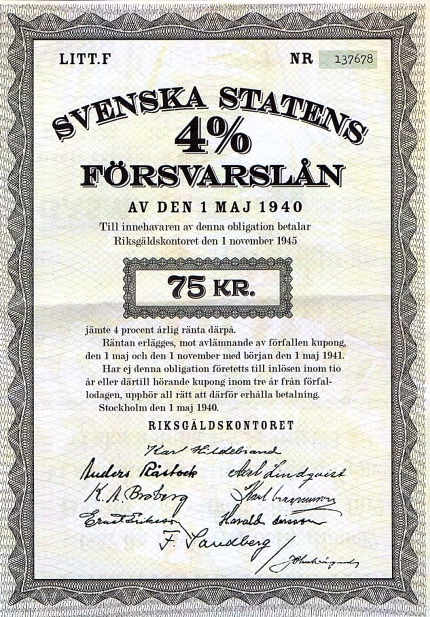 LITT.F NR 137678
SVENSKA STATENS
4%
FÖRSVARSLÅN
AV DEN 1 MAJ 1940
Till innehavaren av denna obligation betalar
Riksgäldskontoret den 1 november 1945
75 KR.
jämte 4 procent årlig ränta därpå.
Räntan erlägges, mot avlämnande av förfallen kupong,
den 1 maj och den 1 november med början den 1 maj 1941.
Har ej denna obligation företetts till inlösen inom tio
år eller därtill hörande kupong inom tre år från förfal-
lodagen, upphör all rätt att därför erhålla betalning.
Stockholm den 1 maj 1940.
RIKSGÄLDSKONTORET
Karl Hildebrand
Anders Råstock Axel Lindqvist
K. A. Broberg Karl
Ernst Eriksson Harald
F. Sandberg